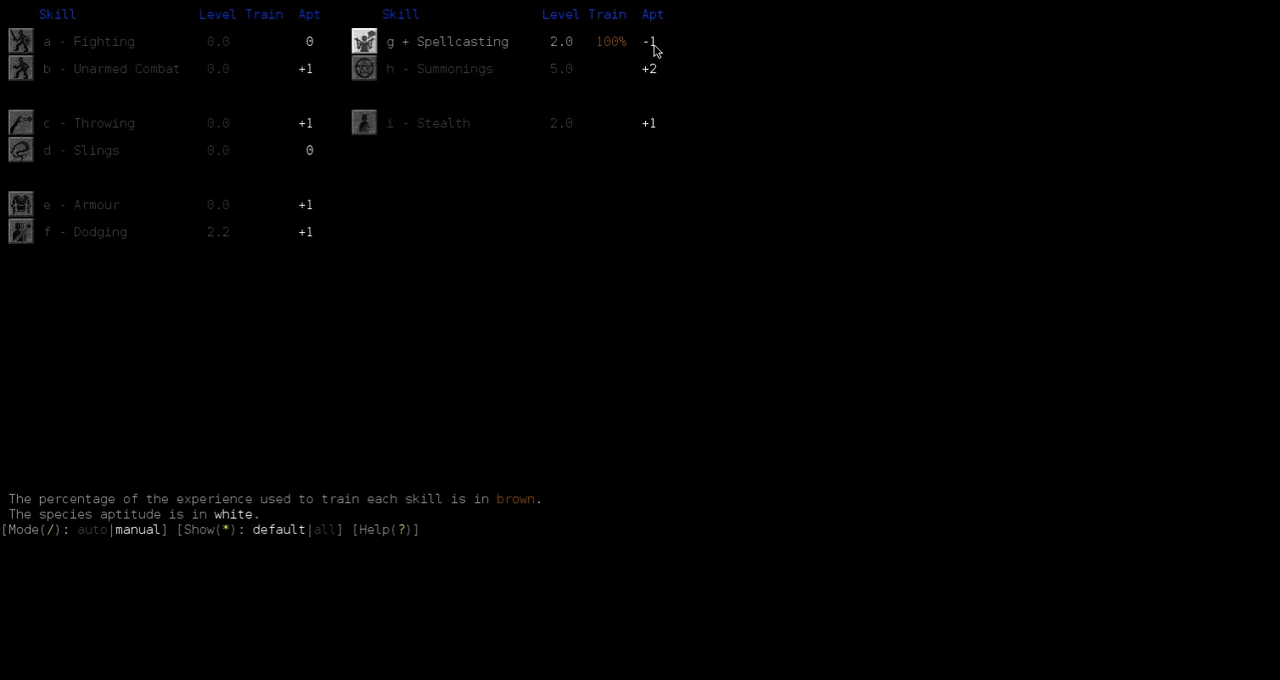 Skill Level Train Apt Skill Level Train Apt
a - Fighting 0.0 0 g + Spellcasting 2.0 100% -1
b - Unarmed Combat 0.0 +1 h - Summonings 5.0 +2
c - Throwing 0.0 +1 i - Stealth 2.0 +1
d - Slings 0.0 0
e - Armour 0.0 +1
f - Dodging 2.2 +1
The percentage of the experience used to train each skill is in brown.
The species aptitude is in white.
[Mode(/): auto|manual] [Show(*): default|all] [Help(?)]